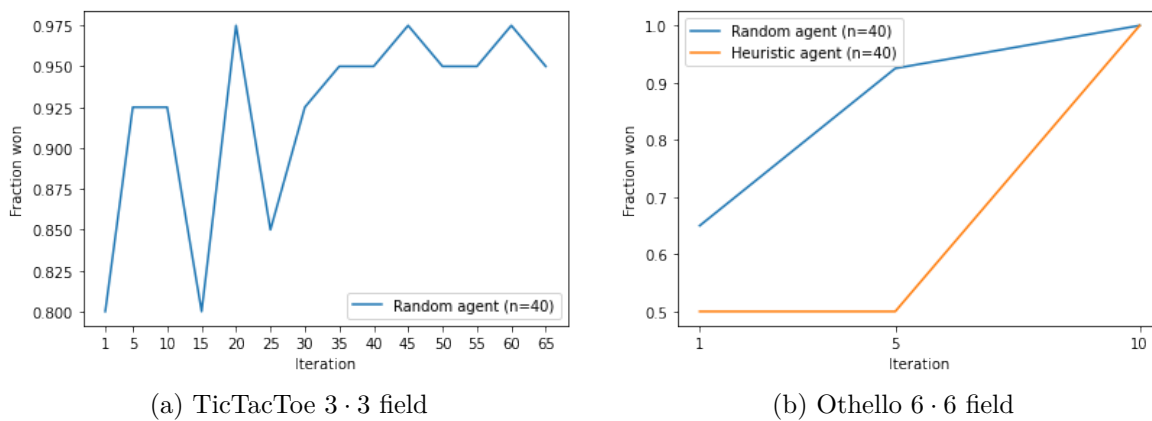 0.975
0.950
0.925
0.900
0.875
0.850
0.825
0.800
Fraction won
Random agent (n=40)
1 5 10 15 20 25 30 35 40 45 50 55 60 65
Iteration
(a) TicTacToe 3 · 3 field
1.0
0.9
0.8
0.7
0.6
0.5
Fraction won
Random agent (n=40)
Heuristic agent (n=40)
1 5 10
Iteration
(b) Othello 6 · 6 field